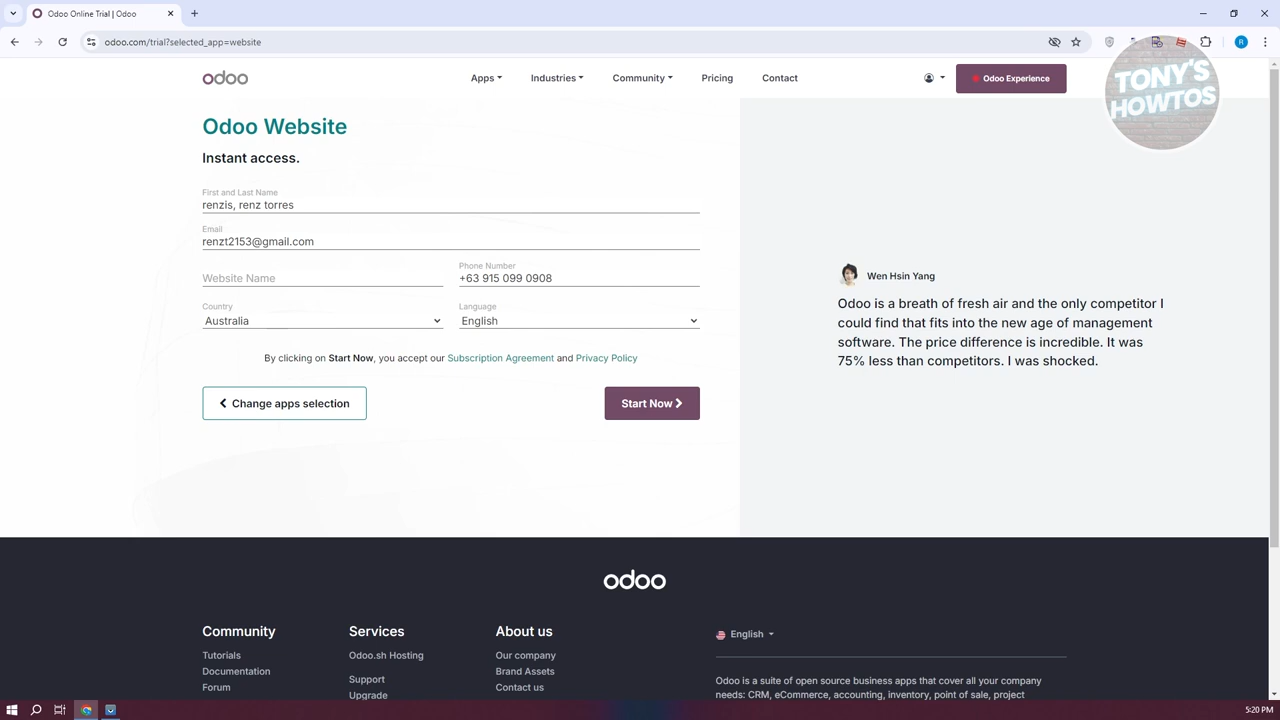 Odoo Online Trial | Odoo
odoo.com/trial?selected_app=website
R
odoo
Apps
Industries
Community
Pricing
Contact
Odoo Experience
TONY'S
HOWTOS
Odoo Website
Instant access.
First and Last Name
renzis, renz torres
Email
renzt2153@gmail.com
Website Name
Phone Number
+63 915 099 0908
Country
Australia
Language
English
By clicking on Start Now, you accept our Subscription Agreement and Privacy Policy
Change apps selection
Start Now
Wen Hsin Yang
Odoo is a breath of fresh air and the only competitor I
could find that fits into the new age of management
software. The price difference is incredible. It was
75% less than competitors. I was shocked.
odoo
Community
Tutorials
Documentation
Forum
Services
Odoo.sh Hosting
Support
Upgrade
About us
Our company
Brand Assets
Contact us
English
Odoo is a suite of open source business apps that cover all your company
needs: CRM, eCommerce, accounting, inventory, point of sale, project
5:20 PM